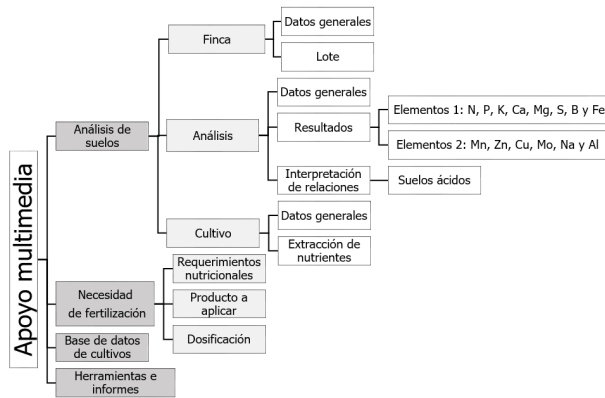 Apoyo multimedia
Análisis de
suelos
Finca
Datos generales
Lote
Análisis
Datos generales
Resultados
Elementos 1: N, P, K, Ca, Mg, S, B y Fe
Elementos 2: Mn, Zn, Cu, Mo, Na y Al
Interpretación
de relaciones
Suelos ácidos
Cultivo
Datos generales
Extracción de
nutrientes
Necesidad
de fertilización
Requerimientos
nutricionales
Producto a
aplicar
Dosificación
Base de datos
de cultivos
Herramientas e
informes